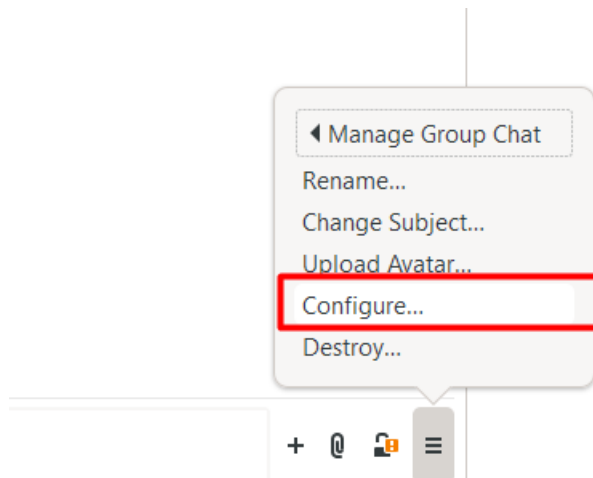 Manage Group Chat
Rename...
Change Subject...
Upload Avatar...
Configure...
Destroy...